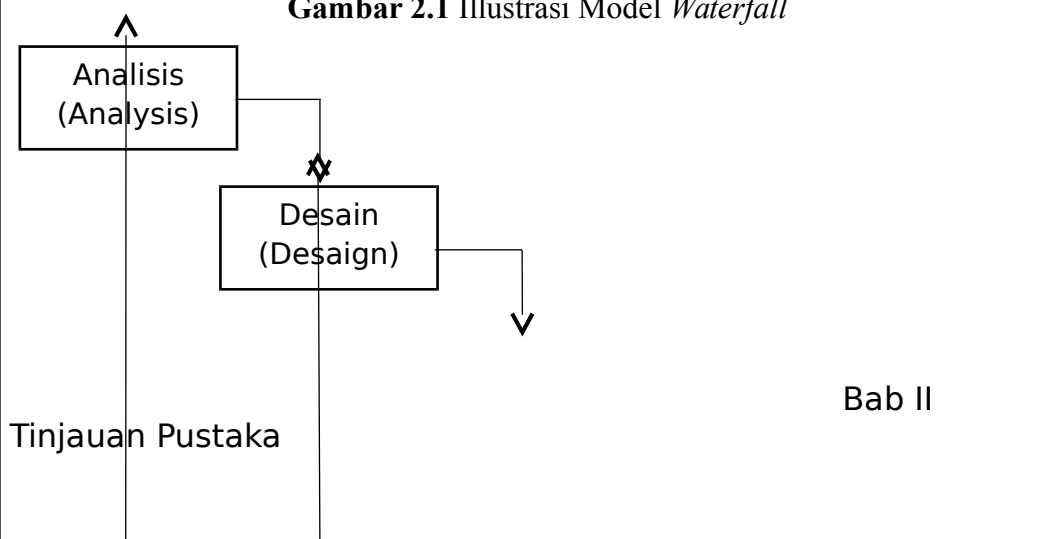 Gambar 2.1 Illustrasi Model Waterfall
Analisis
(Analysis)
Desain
(Desaign)
Bab II
Tinjauan Pustaka